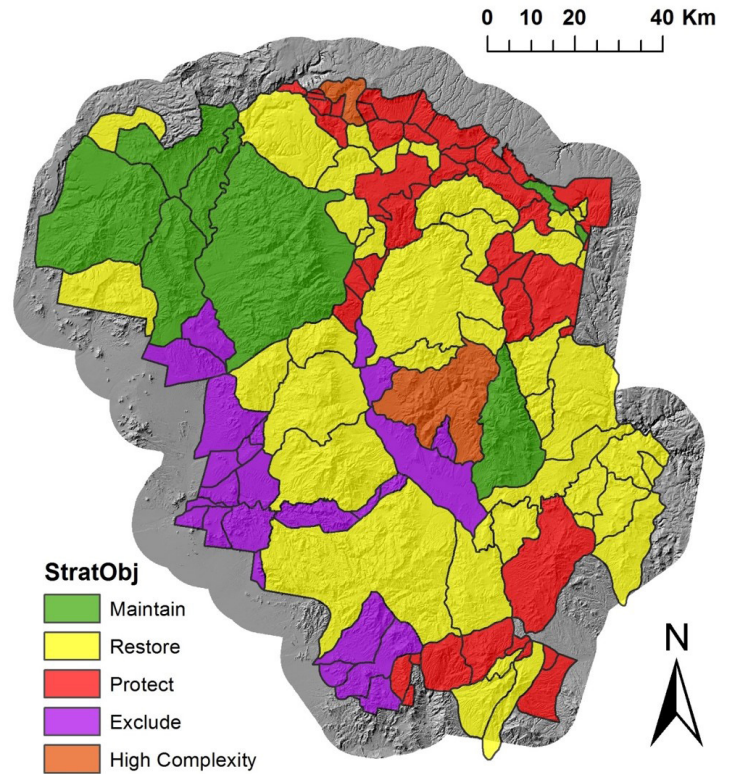 0 10 20 40 Km
StratObj
Maintain
Restore
Protect
Exclude
High Complexity
N